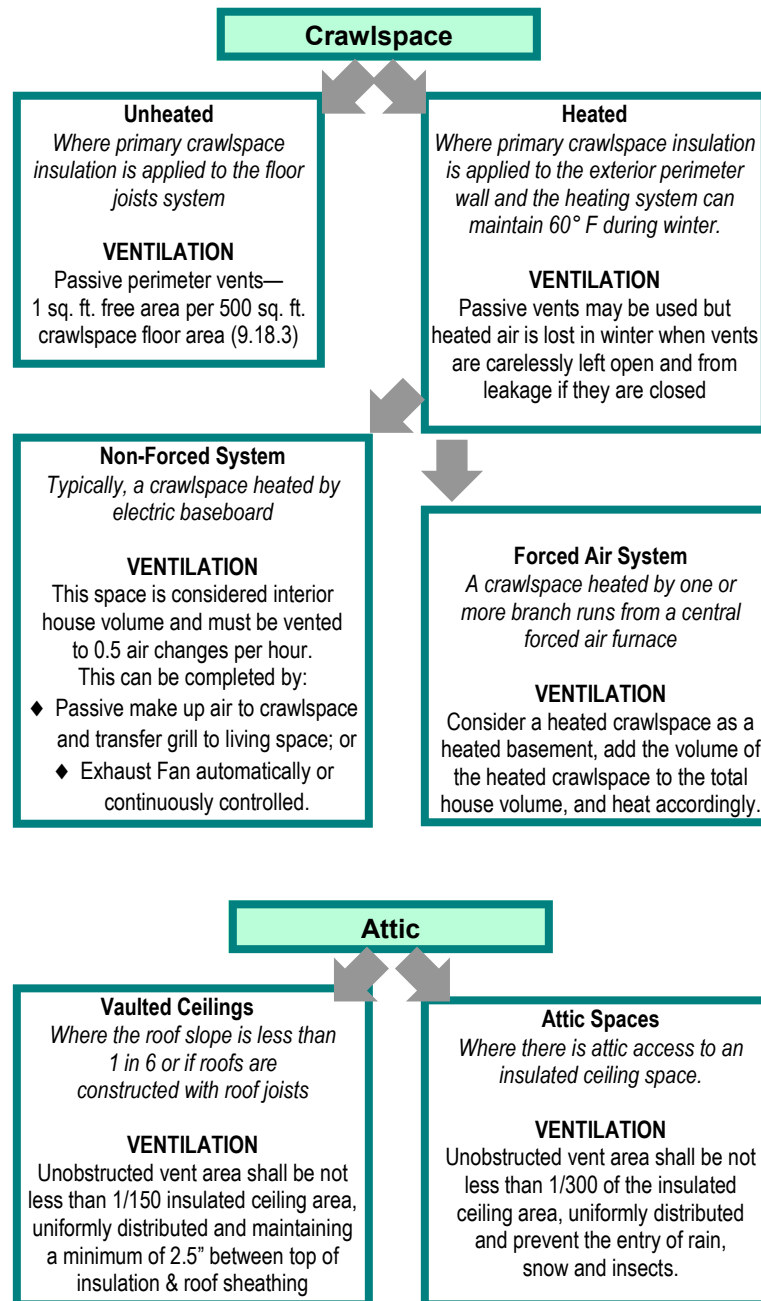 Crawlspace
Unheated
Where primary crawlspace
insulation is applied to the floor
joists system
VENTILATION
Passive perimeter vents—
1 sq. ft. free area per 500 sq. ft.
crawlspace floor area (9.18.3)
Heated
Where primary crawlspace insulation
is applied to the exterior perimeter
wall and the heating system can
maintain 60° F during winter.
VENTILATION
Passive vents may be used but
heated air is lost in winter when vents
are carelessly left open and from
leakage if they are closed
Non-Forced System
Typically, a crawlspace heated by
electric baseboard
VENTILATION
This space is considered interior
house volume and must be vented
to 0.5 air changes per hour.
This can be completed by:
♦ Passive make up air to crawlspace
and transfer grill to living space; or
♦ Exhaust Fan automatically or
continuously controlled.
Forced Air System
A crawlspace heated by one or
more branch runs from a central
forced air furnace
VENTILATION
Consider a heated crawlspace as a
heated basement, add the volume of
the heated crawlspace to the total
house volume, and heat accordingly.
Attic
Vaulted Ceilings
Where the roof slope is less than
1 in 6 or if roofs are
constructed with roof joists
VENTILATION
Unobstructed vent area shall be not
less than 1/150 insulated ceiling area,
uniformly distributed and maintaining
a minimum of 2.5” between top of
insulation & roof sheathing
Attic Spaces
Where there is attic access to an
insulated ceiling space.
VENTILATION
Unobstructed vent area shall be not
less than 1/300 of the insulated
ceiling area, uniformly distributed
and prevent the entry of rain,
snow and insects.